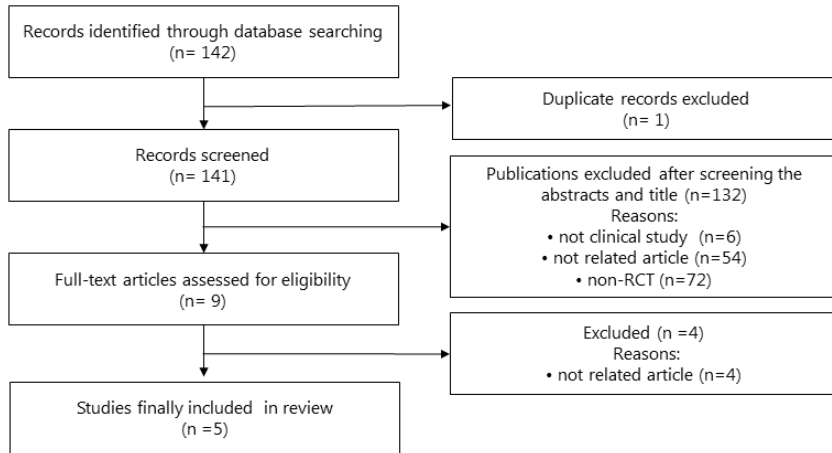 Records identified through database searching
(n= 142)
Duplicate records excluded
(n= 1)
Records screened
(n= 141)
Publications excluded after screening the
abstracts and title (n=132)
Reasons:
• not clinical study (n=6)
• not related article (n=54)
• non-RCT (n=72)
Full-text articles assessed for eligibility
(n= 9)
Excluded (n =4)
Reasons:
• not related article (n=4)
Studies finally included in review
(n =5)